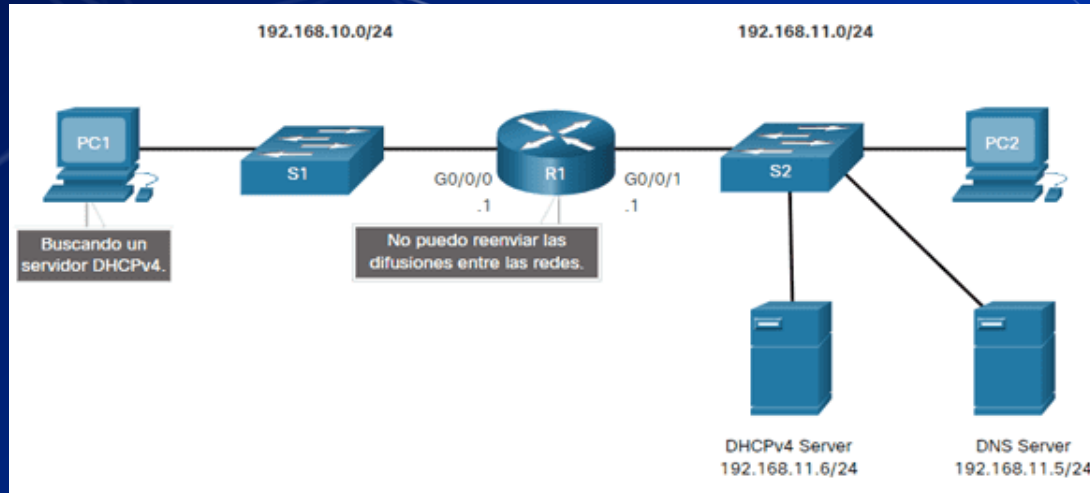 192.168.10.0/24
192.168.11.0/24
PC1
S1
G0/0/0
.1
R1
G0/0/1
.1
S2
PC2
Buscando un
servidor DHCPv4.
No puedo reenviar las
difusiones entre las redes.
DHCPv4 Server
192.168.11.6/24
DNS Server
192.168.11.5/24